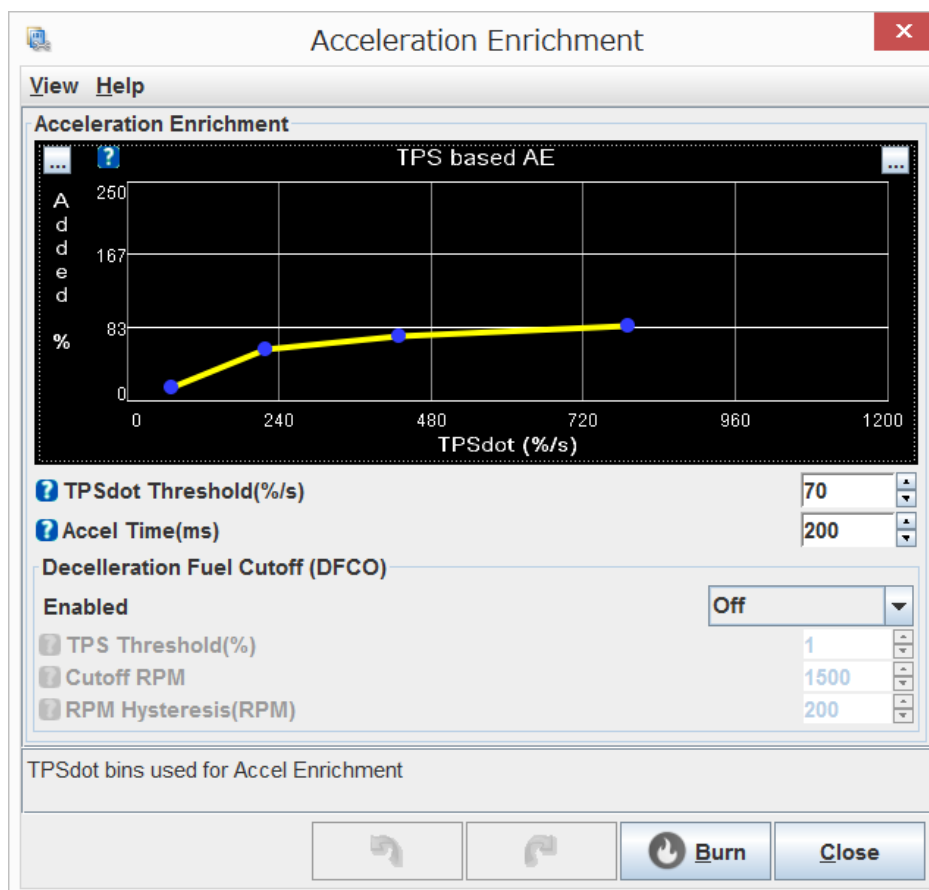 Acceleration Enrichment
View Help
Acceleration Enrichment
... ? TPS based AE ...
Added %
250
167
83
0
0 240 480 720 960 1200
TPSdot (%/s)
? TPSdot Threshold(%/s) 70
? Accel Time(ms) 200
Decelleration Fuel Cutoff (DFCO)
Enabled Off
? TPS Threshold(%) 1
? Cutoff RPM 1500
? RPM Hysteresis(RPM) 200
TPSdot bins used for Accel Enrichment
Burn Close